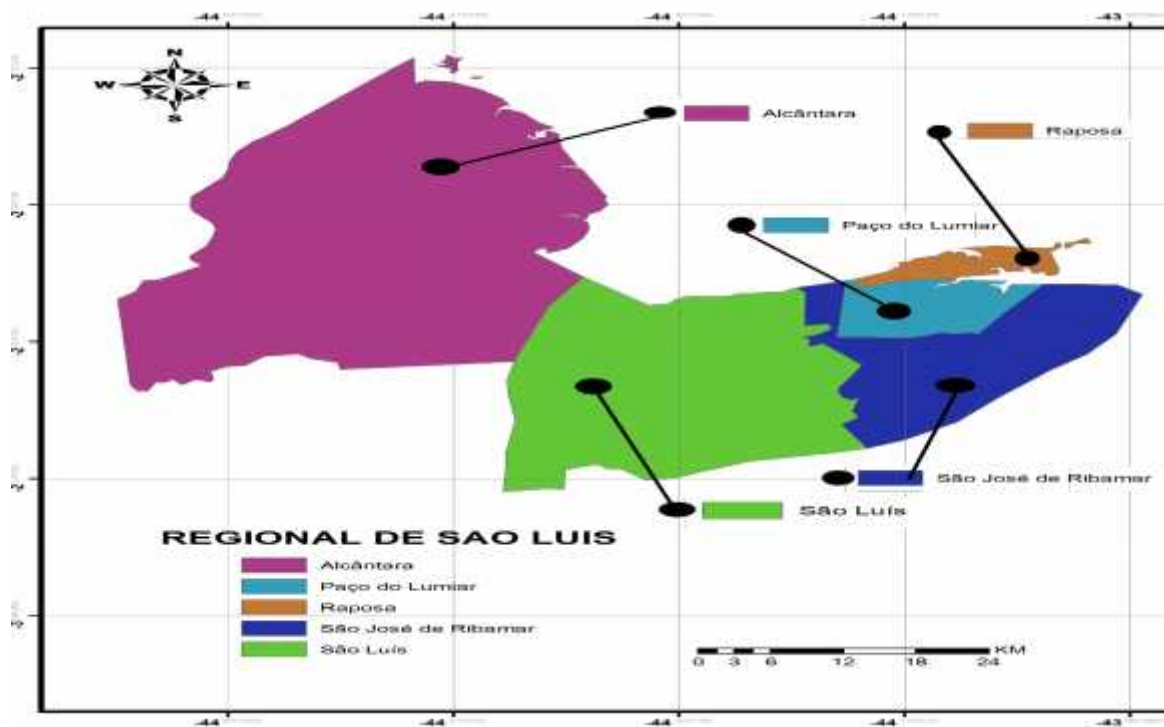 -44 -44 -44 -44 -43
N
W E
S
Alcântara
Raposa
Paço do Lumiar
São José de Ribamar
São Luís
REGIONAL DE SAO LUIS
Alcântara
Paço do Lumiar
Raposa
São José de Ribamar
São Luís
KM
0 3 6 12 18 24
-44 -44 -44 -44 -43